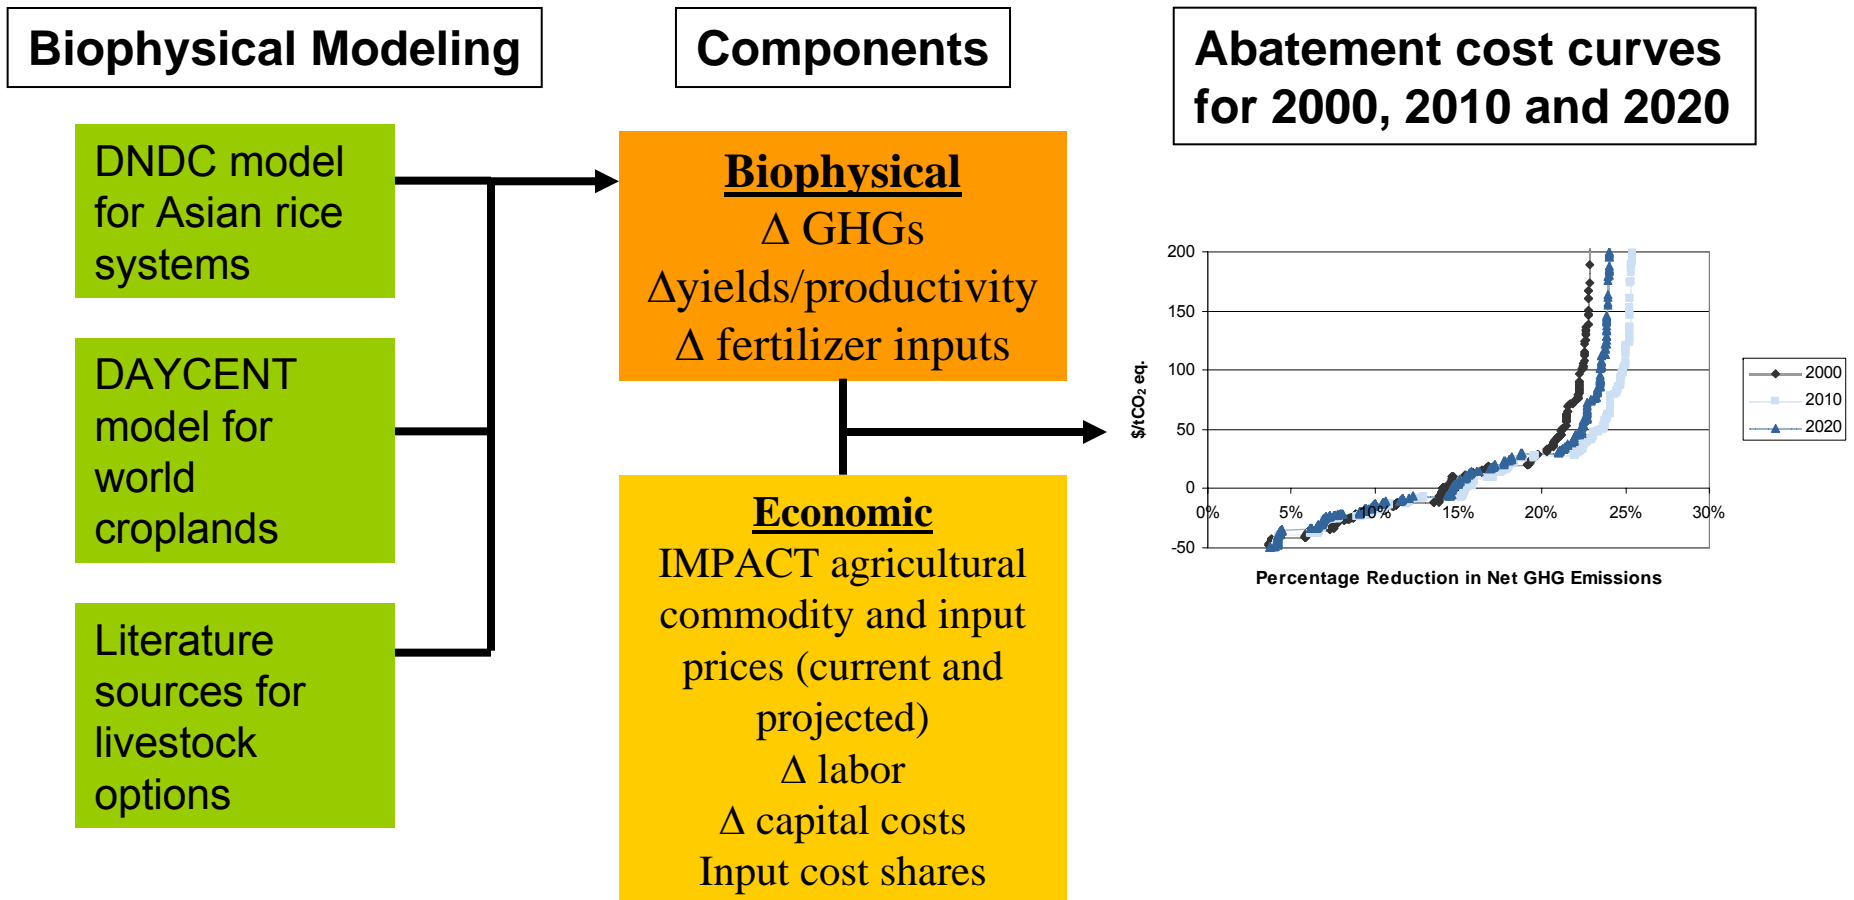 Biophysical Modeling
DNDC model
for Asian rice
systems
DAYCENT
model for
world
croplands
Literature
sources for
livestock
options
Components
Biophysical
Δ GHGs
Δyields/productivity
Δ fertilizer inputs
Economic
IMPACT agricultural
commodity and input
prices (current and
projected)
Δ labor
Δ capital costs
Input cost shares
Abatement cost curves
for 2000, 2010 and 2020
$/tCO₂ eq.
200
150
100
50
0
-50
0%
5%
10%
15%
20%
25%
30%
Percentage Reduction in Net GHG Emissions
2000
2010
2020